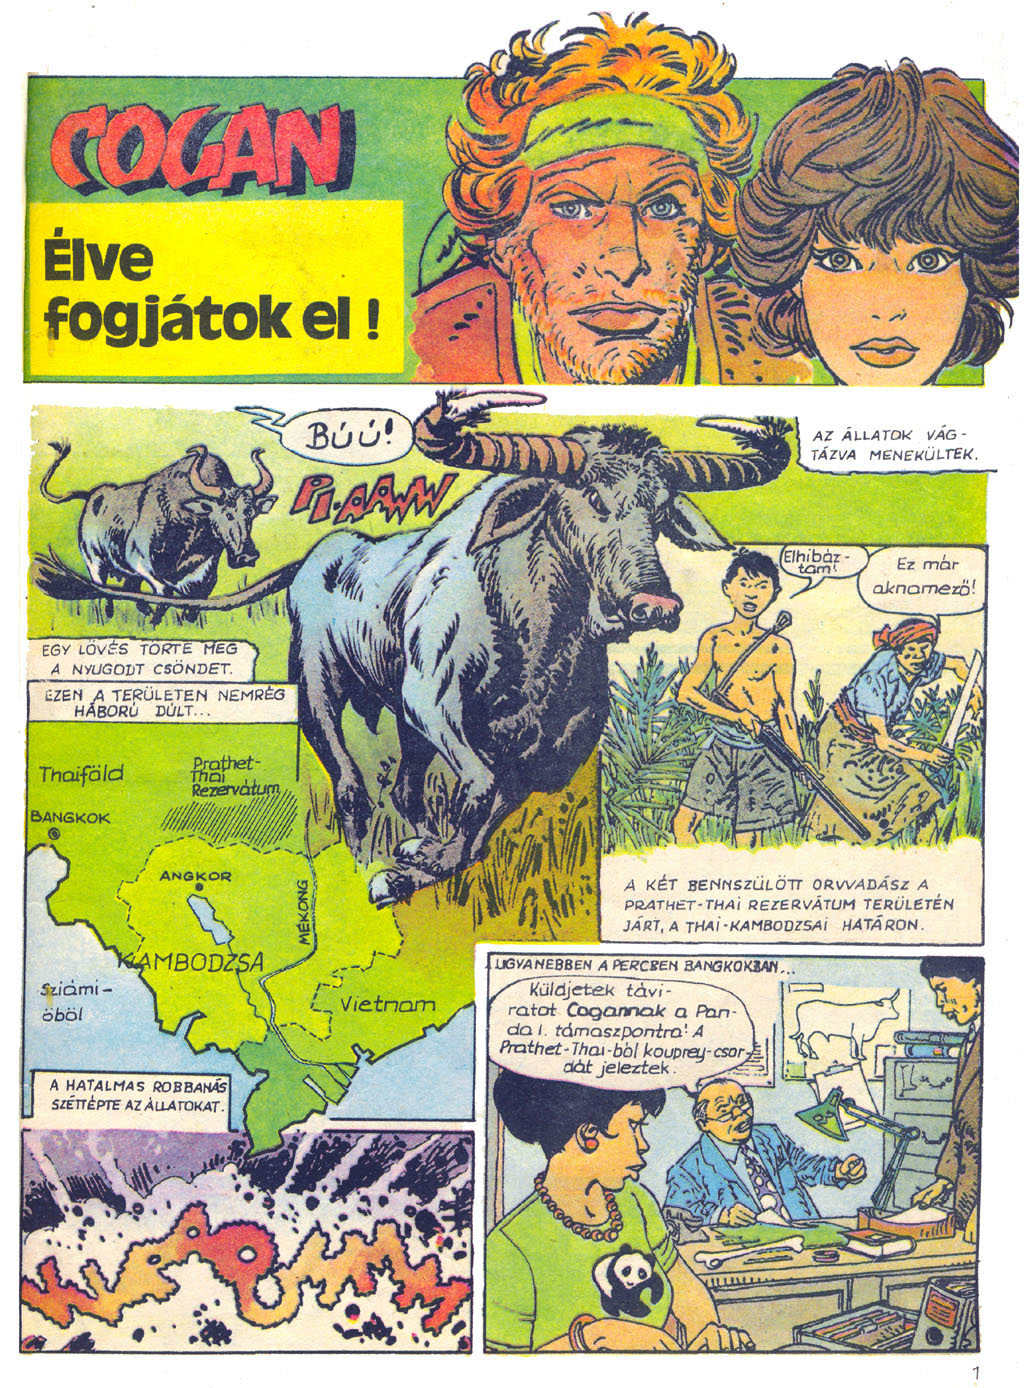 COGAN
Élve
fogjátok el!
BÚÚ!
PI-AAWW
AZ ÁLLATOK VÁG-
TÁZVA MENEKÜLTEK.
EGY LÖVÉS TÖRTE MEG
A NYUGODT CSÖNDET.
EZEN A TERÜLETEN NEMRÉG
HÁBORÚ DÚLT...
Elhibáz-
tam!
Ez már
aknamező!
A KÉT BENNSZÜLÖTT ORVVADÁSZ A
PRATHET-THAI REZERVÁTUM TERÜLETÉN
JÁRT, A THAI-KAMBODZSAI HATÁRON.
Thaiföld
Prathet-
Thai
Rezervátum
BANGKOK
ANGKOR
MEKONG
KAMBODZSA
Sziámi-
öböl
Vietnam
A HATALMAS ROBBANÁS
SZÉTTÉPTE AZ ÁLLATOKAT.
WRUMM
UGYANEBBEN A PERCBEN BANGKOKBAN...
Küldjetek távi-
ratot Cogannak a Pan-
da 1. támaszpontra! A
Prathet-Thai-ból kouprey-csor-
dát jeleztek.
1